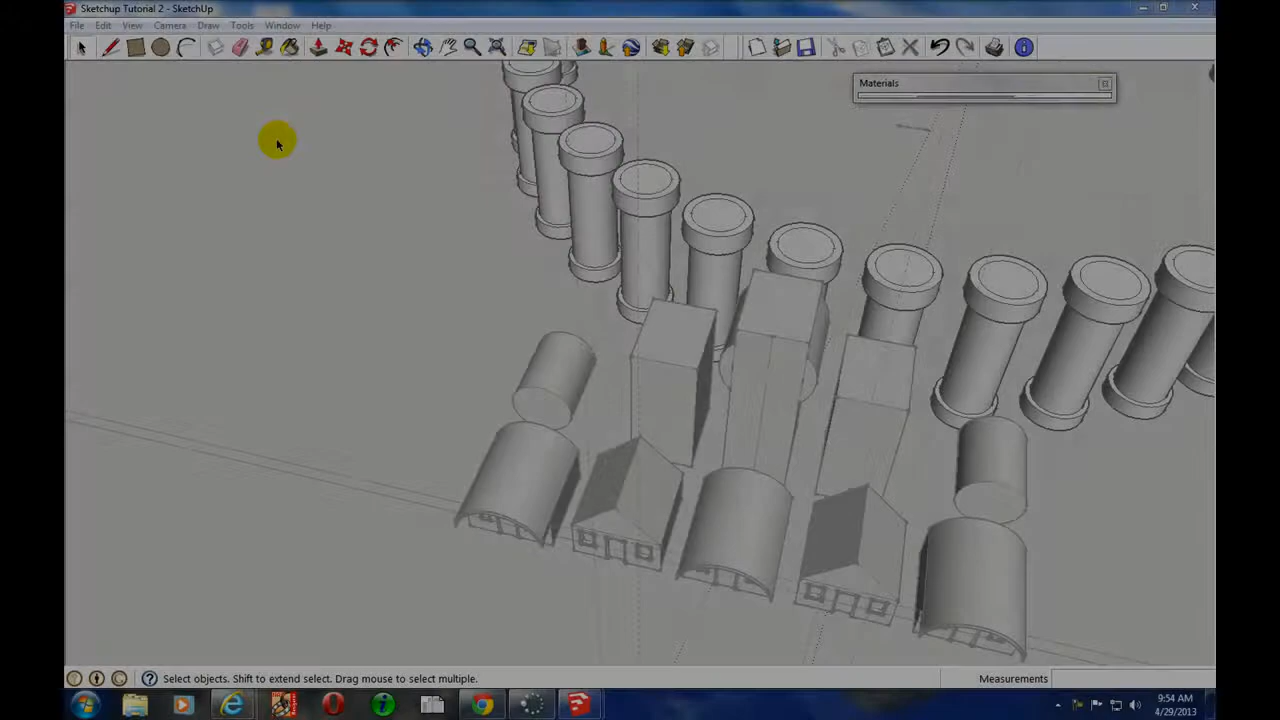 Sketchup Tutorial 2 - SketchUp
File Edit View Camera Draw Tools Window Help
Materials
Select objects. Shift to extend select. Drag mouse to select multiple.
Measurements
9:54 AM
4/29/2013